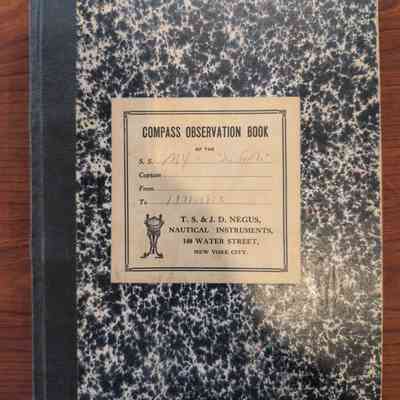 COMPASS OBSERVATION BOOK
OF THE
S. S.
Captain
From
To
T. S. & J. D. NEGUS,
NAUTICAL INSTRUMENTS,
140 WATER STREET,
NEW YORK CITY.